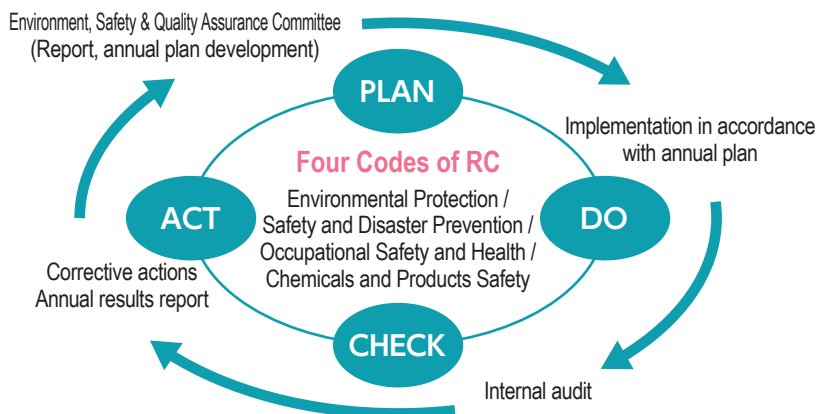 Environment, Safety & Quality Assurance Committee
(Report, annual plan development)
PLAN
Implementation in accordance
with annual plan
Four Codes of RC
Environmental Protection /
Safety and Disaster Prevention /
Occupational Safety and Health /
Chemicals and Products Safety
ACT
DO
Corrective actions
Annual results report
CHECK
Internal audit